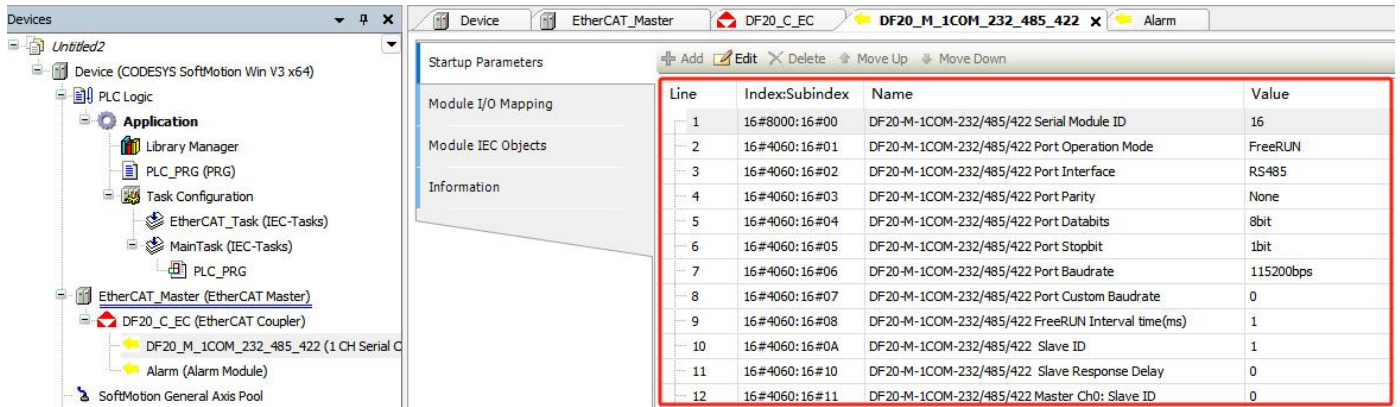 Devices
Untitled2
Device (CODESYS SoftMotion Win V3 x64)
PLC Logic
Application
Library Manager
PLC_PRG (PRG)
Task Configuration
EtherCAT_Task (IEC-Tasks)
MainTask (IEC-Tasks)
PLC_PRG
EtherCAT_Master (EtherCAT Master)
DF20_C_EC (EtherCAT Coupler)
DF20_M_1COM_232_485_422 (1 CH Serial C
Alarm (Alarm Module)
SoftMotion General Axis Pool
Device EtherCAT_Master DF20_C_EC DF20_M_1COM_232_485_422 Alarm
Startup Parameters
Module I/O Mapping
Module IEC Objects
Information
Add Edit Delete Move Up Move Down
Line Index:Subindex Name Value
1 16#8000:16#00 DF20-M-1COM-232/485/422 Serial Module ID 16
2 16#4060:16#01 DF20-M-1COM-232/485/422 Port Operation Mode FreeRUN
3 16#4060:16#02 DF20-M-1COM-232/485/422 Port Interface RS485
4 16#4060:16#03 DF20-M-1COM-232/485/422 Port Parity None
5 16#4060:16#04 DF20-M-1COM-232/485/422 Port Databits 8bit
6 16#4060:16#05 DF20-M-1COM-232/485/422 Port Stopbit 1bit
7 16#4060:16#06 DF20-M-1COM-232/485/422 Port Baudrate 115200bps
8 16#4060:16#07 DF20-M-1COM-232/485/422 Port Custom Baudrate 0
9 16#4060:16#08 DF20-M-1COM-232/485/422 FreeRUN Interval time(ms) 1
10 16#4060:16#0A DF20-M-1COM-232/485/422 Slave ID 1
11 16#4060:16#10 DF20-M-1COM-232/485/422 Slave Response Delay 0
12 16#4060:16#11 DF20-M-1COM-232/485/422 Master Ch0: Slave ID 0